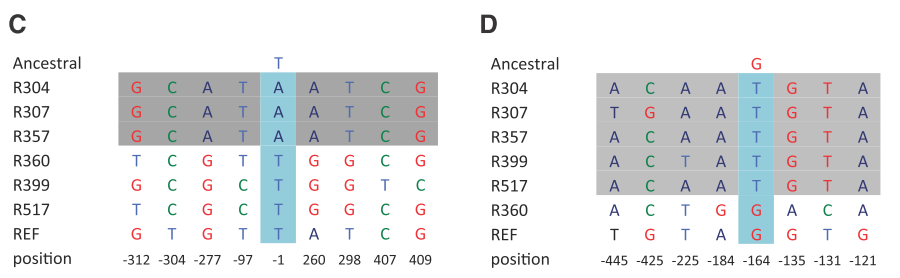 C
Ancestral T
R304 G C A T A A T C G
R307 G C A T A A T C G
R357 G C A T A A T C G
R360 T C G T T G G C G
R399 G C G C T G G T C
R517 T C G C T G G C G
REF G T G T T A T C G
position -312 -304 -277 -97 -1 260 298 407 409
D
Ancestral G
R304 A C A A T G T A
R307 T G A A T G T A
R357 A C A A T G T A
R399 A C T A T G T A
R517 A C A A T G T A
R360 A C T G G A C A
REF T G T A G G T G
position -445 -425 -225 -184 -164 -135 -131 -121